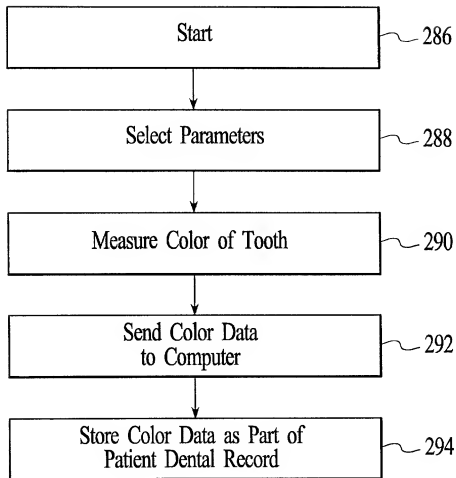 Start
286
Select Parameters
288
Measure Color of Tooth
290
Send Color Data
to Computer
292
Store Color Data as Part of
Patient Dental Record
294